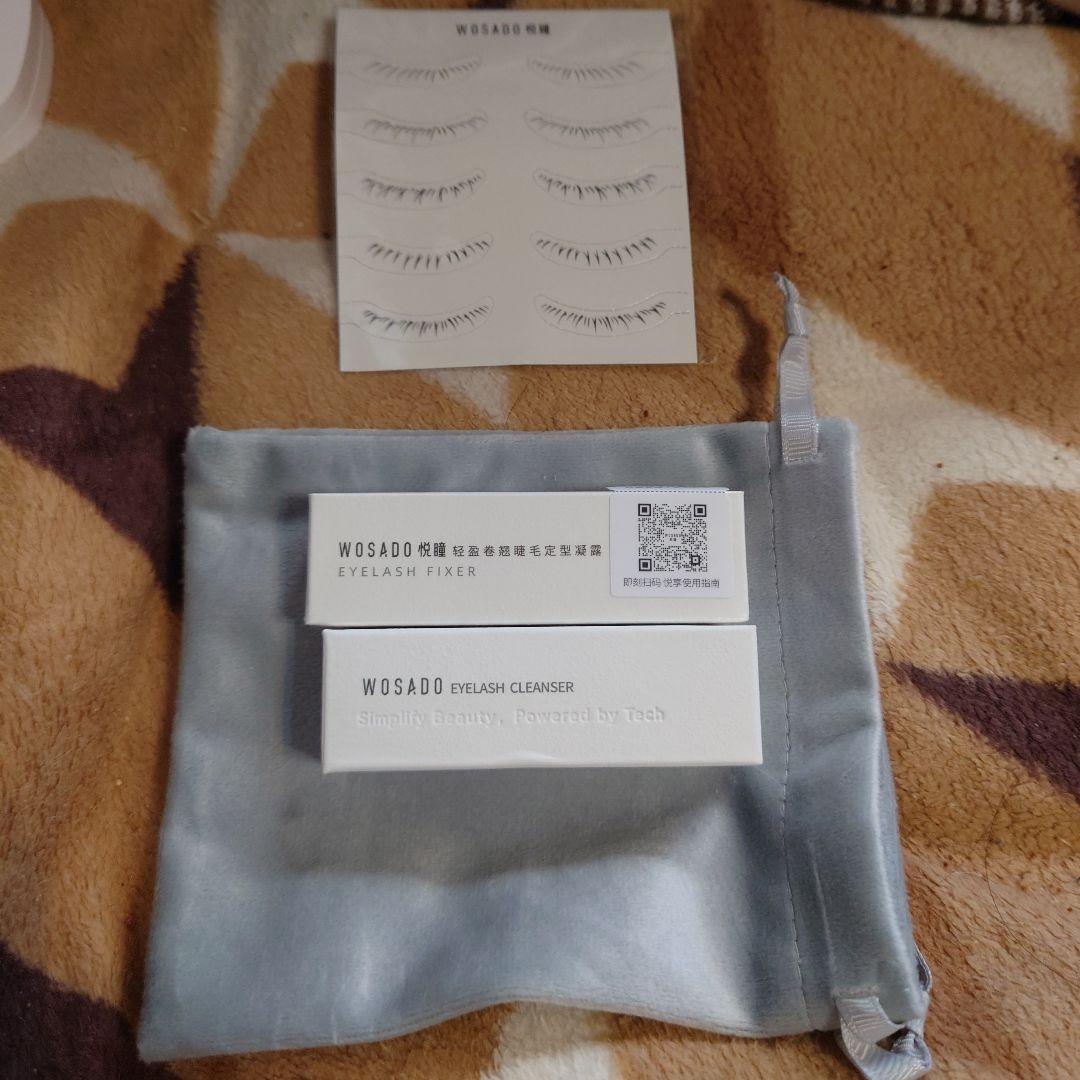 WOSADO 悦瞳
WOSADO 悦瞳 轻盈卷翘睫毛定型凝露
EYELASH FIXER
即刻扫码 悦享使用指南
WOSADO EYELASH CLEANSER
Simplify Beauty, Powered by Tech